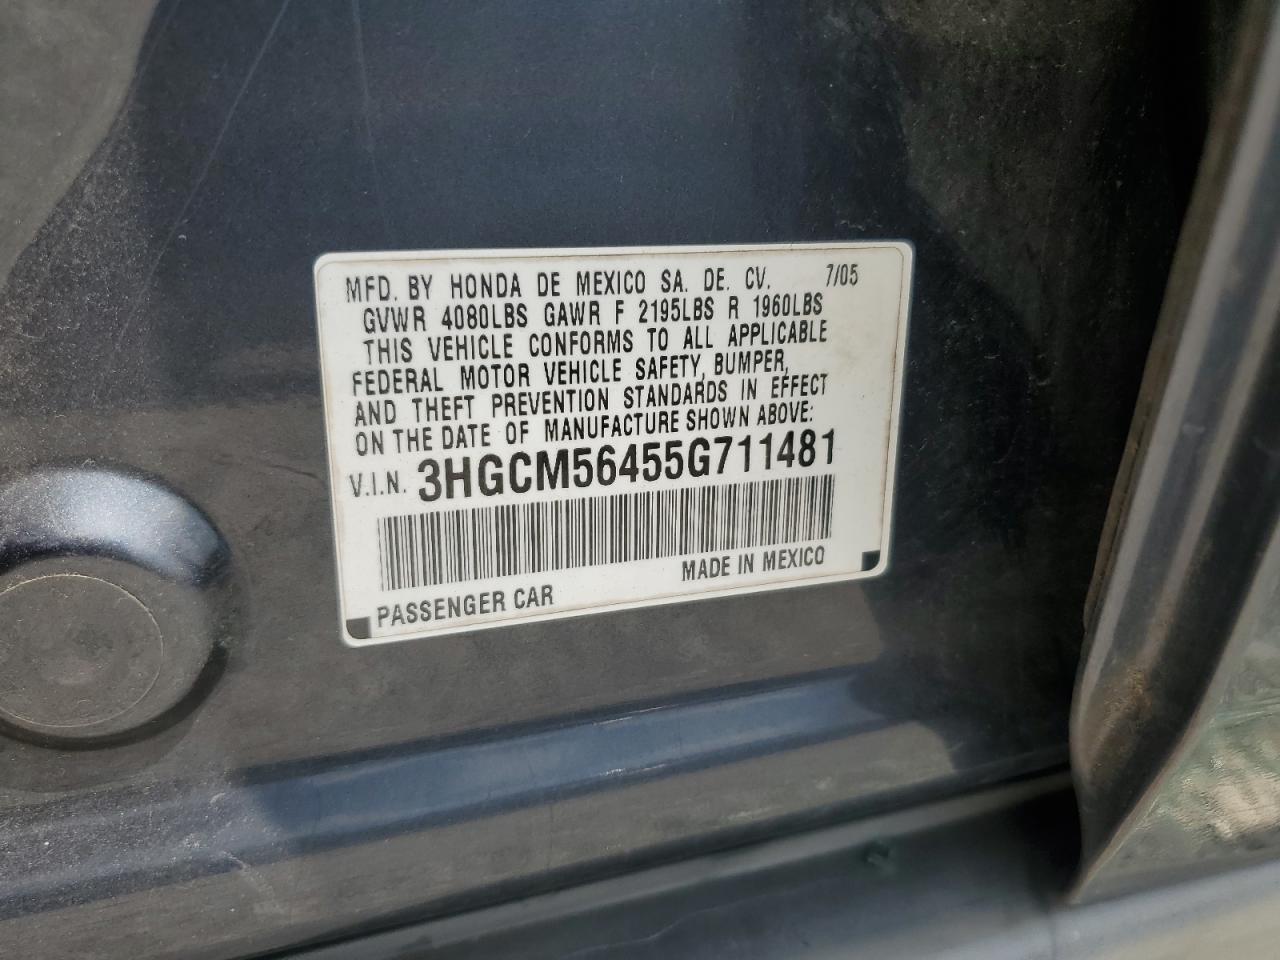 MFD. BY HONDA DE MEXICO SA. DE. CV. 7/05
GVWR 4080LBS GAWR F 2195LBS R 1960LBS
THIS VEHICLE CONFORMS TO ALL APPLICABLE
FEDERAL MOTOR VEHICLE SAFETY, BUMPER,
AND THEFT PREVENTION STANDARDS IN EFFECT
ON THE DATE OF MANUFACTURE SHOWN ABOVE:
V.I.N. 3HGCM56455G711481
PASSENGER CAR MADE IN MEXICO